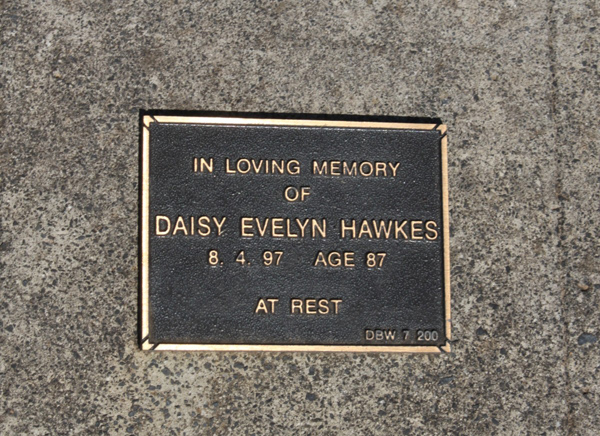 IN LOVING MEMORY
OF
DAISY EVELYN HAWKES
8. 4. 97 AGE 87
AT REST
DBW 7 200